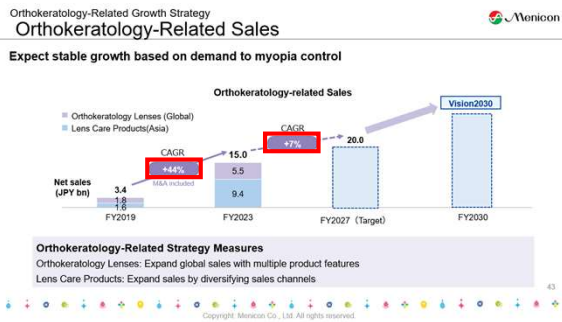 Orthokeratology-Related Growth Strategy
Orthokeratology-Related Sales
Menicon
Expect stable growth based on demand to myopia control
Orthokeratology-related Sales
Vision2030
Orthokeratology Lenses (Global)
Lens Care Products(Asia)
CAGR
+7%
20.0
CAGR
+44%
M&A included
15.0
5.5
9.4
Net sales
(JPY bn)
3.4
1.8
1.6
FY2019
FY2023
FY2027 (Target)
FY2030
Orthokeratology-Related Strategy Measures
Orthokeratology Lenses: Expand global sales with multiple product features
Lens Care Products: Expand sales by diversifying sales channels
43
Copyright Menicon Co., Ltd. All rights reserved.